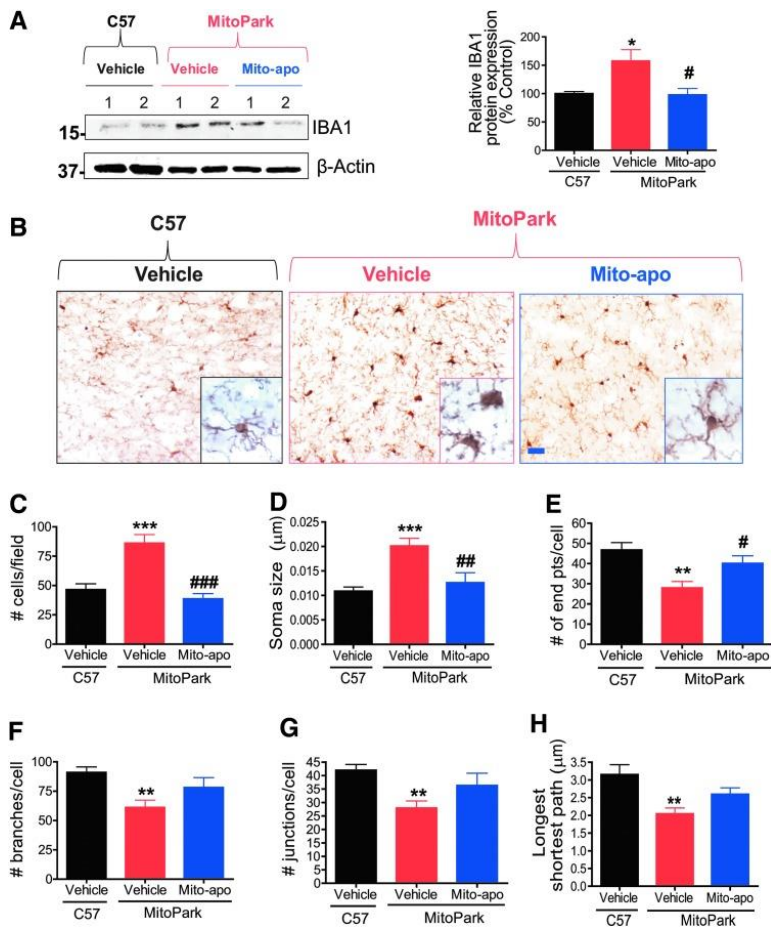 A
C57
MitoPark
Vehicle
Vehicle
Mito-apo
1 2 1 2 1 2
15-
IBA1
37-
β-Actin
Relative IBA1
protein expression
(% Control)
200
150
100
50
0
*
#
Vehicle
Vehicle
Mito-apo
C57
MitoPark
B
C57
MitoPark
Vehicle
Vehicle
Mito-apo
C
# cells/field
100
75
50
25
0
***
###
Vehicle
Vehicle
Mito-apo
C57
MitoPark
D
Soma size (μm)
0.025
0.020
0.015
0.010
0.005
0.000
***
##
Vehicle
Vehicle
Mito-apo
C57
MitoPark
E
# of end pts/cell
60
50
40
30
20
10
0
**
#
Vehicle
Vehicle
Mito-apo
C57
MitoPark
F
# branches/cell
100
75
50
25
0
**
Vehicle
Vehicle
Mito-apo
C57
MitoPark
G
# junctions/cell
45
40
35
30
25
20
15
10
5
0
**
Vehicle
Vehicle
Mito-apo
C57
MitoPark
H
Longest
shortest path (μm)
3.5
3.0
2.5
2.0
1.5
1.0
0.5
0.0
**
Vehicle
Vehicle
Mito-apo
C57
MitoPark